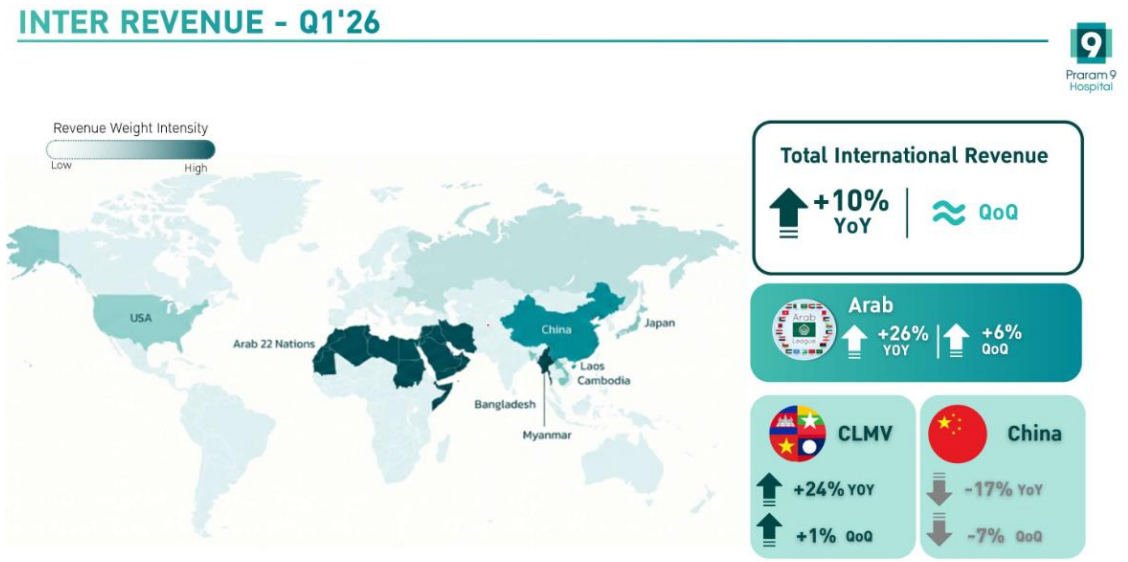 INTER REVENUE - Q1'26
9
Praram 9
Hospital
Revenue Weight Intensity
Low
High
USA
Arab 22 Nations
China
Japan
Laos
Cambodia
Bangladesh
Myanmar
Total International Revenue
+10%
YoY
QoQ
Arab
League
Arab
+26%
YOY
+6%
QoQ
CLMV
+24% YOY
+1% QoQ
China
-17% YoY
-7% QoQ